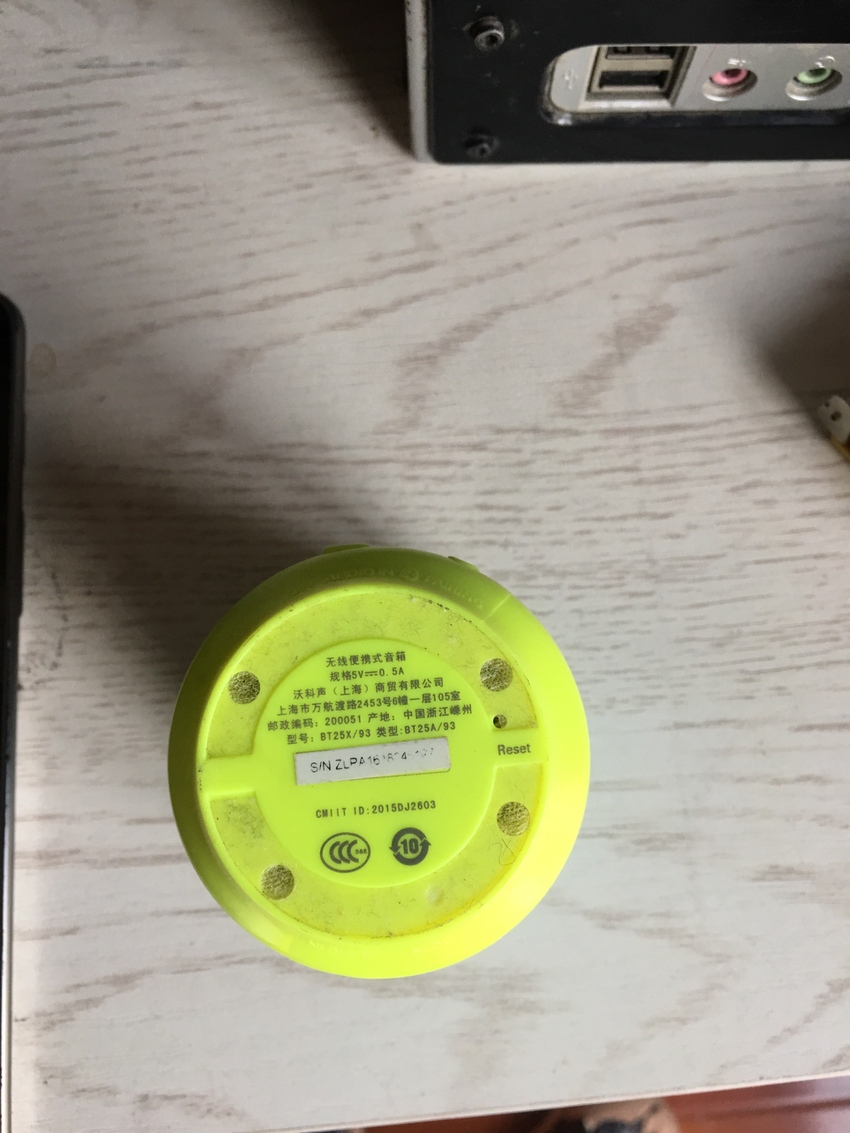 无线便携式音箱
规格5V⎓0.5A
沃科声（上海）商贸有限公司
上海市万航渡路2453号6幢一层105室
邮政编码：200051 产地：中国浙江嵊州
型号：BT25X/93 类型:BT25A/93
Reset
S/N
CMIIT ID:2015DJ2603
CCC
10